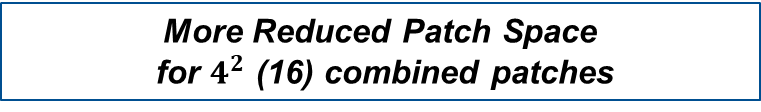 More Reduced Patch Space
for 4² (16) combined patches